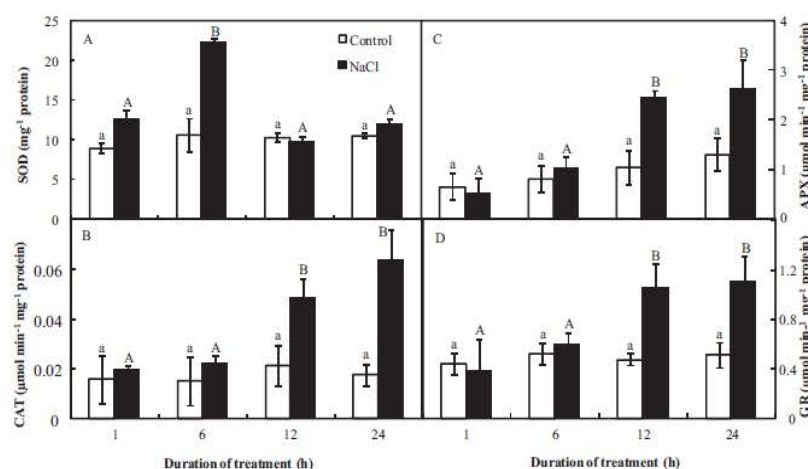 25
20
15
10
5
0
SOD (mg⁻¹ protein)
A
a A
a B
a A
a A
Control
NaCl
C
a A
a A
a B
a B
4
3
2
1
0
APX (μmol min⁻¹ mg⁻¹ protein)
0.06
0.04
0.02
0
CAT (μmol min⁻¹ mg⁻¹ protein)
B
a A
a A
a B
a B
D
a A
a A
a B
a B
1.2
0.8
0.4
0
GR (μmol min⁻¹ mg⁻¹ protein)
1 6 12 24
Duration of treatment (h)
1 6 12 24
Duration of treatment (h)